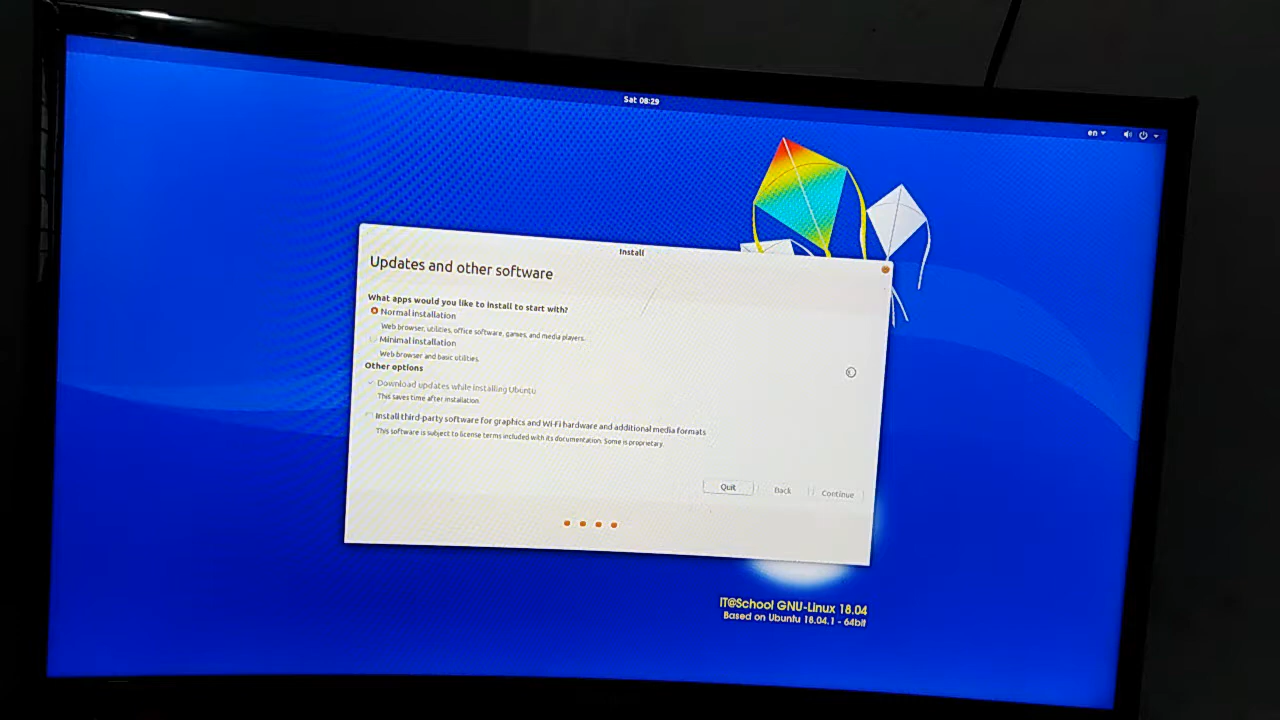 Sat 08:29
en
Install
Updates and other software
What apps would you like to install to start with?
Normal installation
Web browser, utilities, office software, games, and media players.
Minimal installation
Web browser and basic utilities.
Other options
Download updates while installing Ubuntu
This saves time after installation.
Install third-party software for graphics and Wi-Fi hardware and additional media formats
This software is subject to license terms included with its documentation. Some is proprietary.
Quit
Back
Continue
IT@School GNU-Linux 18.04
Based on Ubuntu 18.04.1 - 64bit